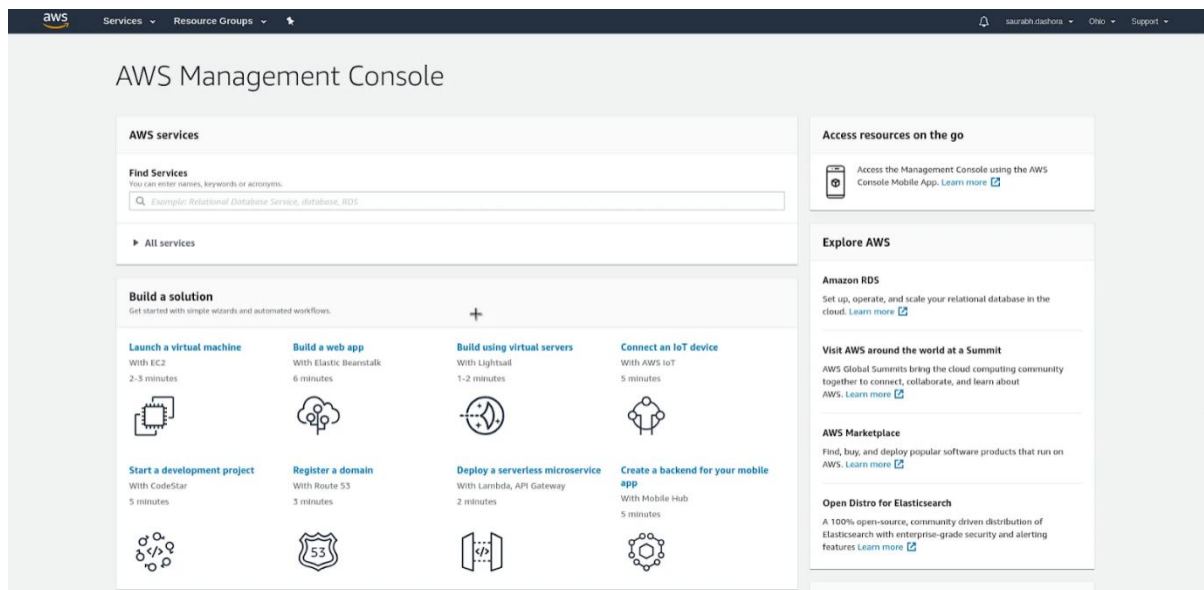 aws Services Resource Groups saurabh.dashora Ohio Support
AWS Management Console
AWS services
Find Services
You can enter names, keywords or acronyms.
Example: Relational Database Service, database, RDS
All services
Build a solution
Get started with simple wizards and automated workflows.
Launch a virtual machine
With EC2
2-3 minutes
Build a web app
With Elastic Beanstalk
6 minutes
Build using virtual servers
With Lightsail
1-2 minutes
Connect an IoT device
With AWS IoT
5 minutes
Start a development project
With CodeStar
5 minutes
Register a domain
With Route 53
3 minutes
53
Deploy a serverless microservice
With Lambda, API Gateway
2 minutes
</>
Create a backend for your mobile
app
With Mobile Hub
5 minutes
</>
Access resources on the go
Access the Management Console using the AWS
Console Mobile App. Learn more
Explore AWS
Amazon RDS
Set up, operate, and scale your relational database in the
cloud. Learn more
Visit AWS around the world at a Summit
AWS Global Summits bring the cloud computing community
together to connect, collaborate, and learn about
AWS. Learn more
AWS Marketplace
Find, buy, and deploy popular software products that run on
AWS. Learn more
Open Distro for Elasticsearch
A 100% open-source, community driven distribution of
Elasticsearch with enterprise-grade security and alerting
features Learn more